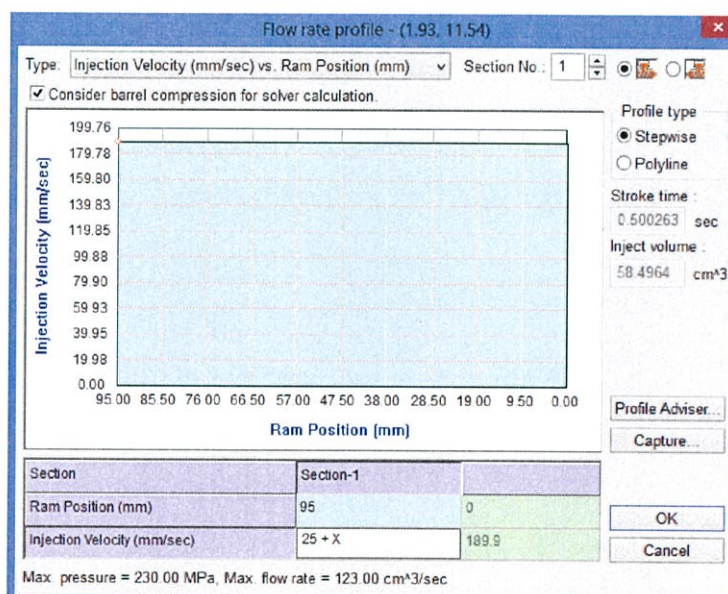 Flow rate profile - (1.93, 11.54)
Type: Injection Velocity (mm/sec) vs. Ram Position (mm) Section No.: 1
Consider barrel compression for solver calculation.
Profile type
Stepwise
Polyline
Stroke time :
0.500263 sec
Inject volume :
58.4964 cm^3
Injection Velocity (mm/sec)
199.76
179.78
159.80
139.83
119.85
99.88
79.90
59.93
39.95
19.98
0.00
95.00 85.50 76.00 66.50 57.00 47.50 38.00 28.50 19.00 9.50 0.00
Ram Position (mm)
Profile Adviser...
Capture...
Section Section-1
Ram Position (mm) 95 0
Injection Velocity (mm/sec) 25 + X 189.9
OK
Cancel
Max. pressure = 230.00 MPa, Max. flow rate = 123.00 cm^3/sec